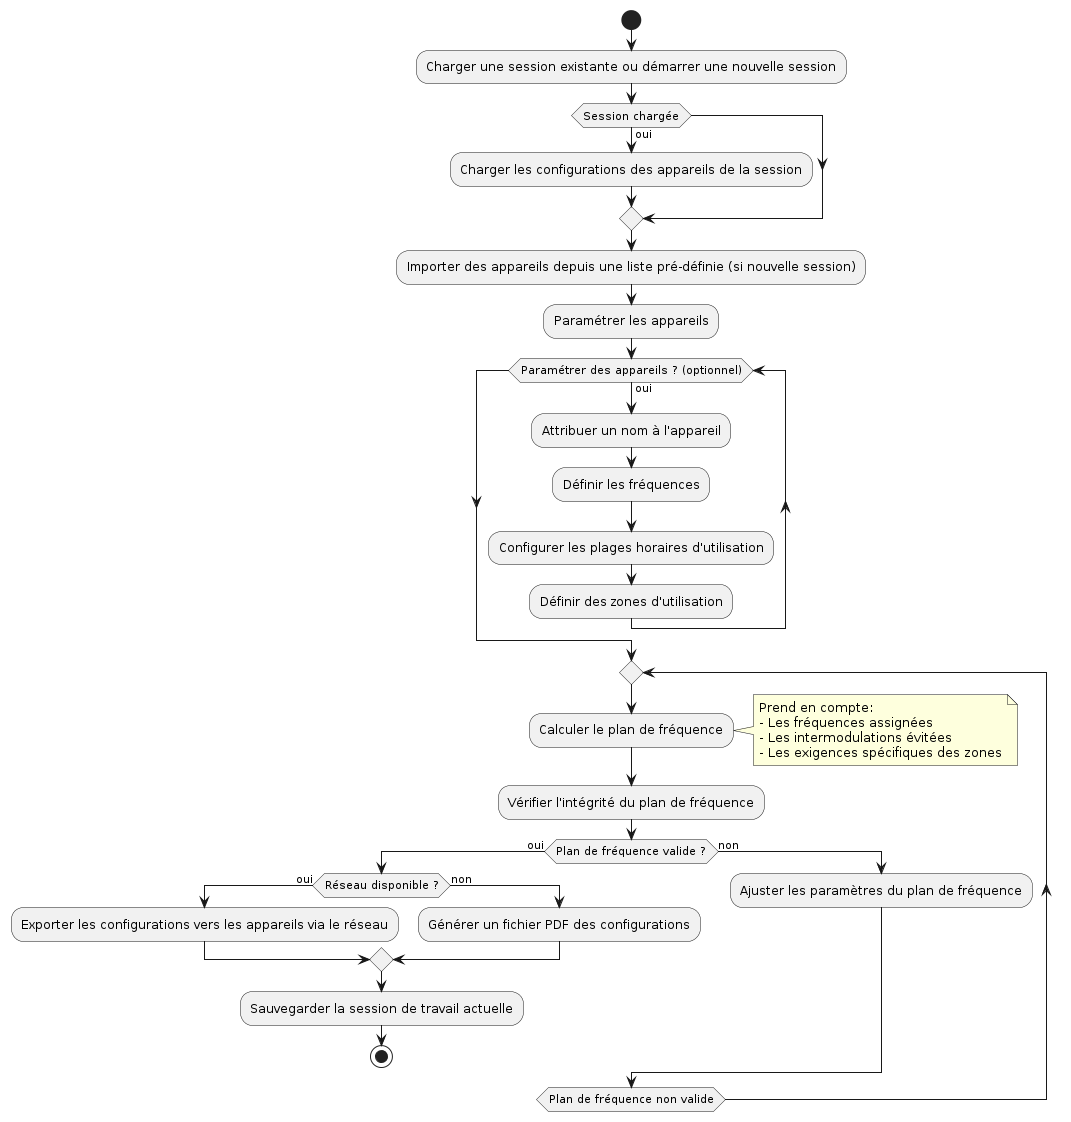 Charger une session existante ou démarrer une nouvelle session
Session chargée
oui
Charger les configurations des appareils de la session
Importer des appareils depuis une liste pré-définie (si nouvelle session)
Paramétrer les appareils
Paramétrer des appareils ? (optionnel)
oui
Attribuer un nom à l'appareil
Définir les fréquences
Configurer les plages horaires d'utilisation
Définir des zones d'utilisation
Calculer le plan de fréquence
Prend en compte:
- Les fréquences assignées
- Les intermodulations évitées
- Les exigences spécifiques des zones
Vérifier l'intégrité du plan de fréquence
oui
Plan de fréquence valide ?
non
oui
Réseau disponible ?
non
Ajuster les paramètres du plan de fréquence
Exporter les configurations vers les appareils via le réseau
Générer un fichier PDF des configurations
Sauvegarder la session de travail actuelle
Plan de fréquence non valide